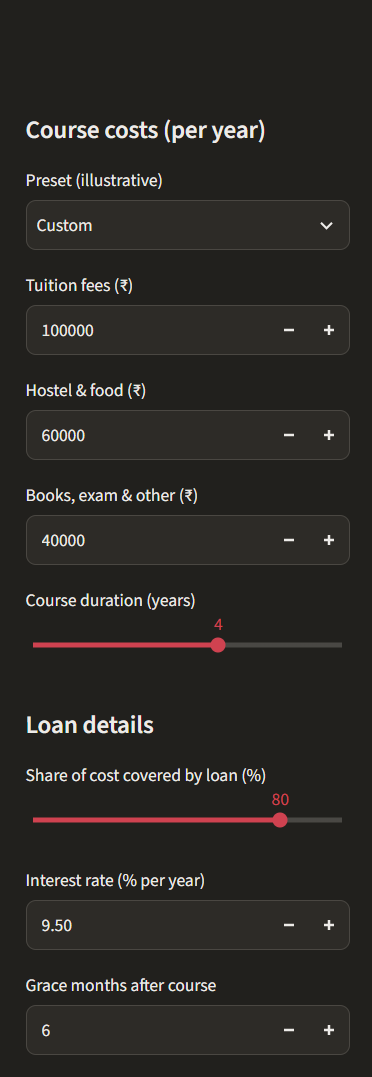 Course costs (per year)
Preset (illustrative)
Custom
Tuition fees (₹)
100000
Hostel & food (₹)
60000
Books, exam & other (₹)
40000
Course duration (years)
4
Loan details
Share of cost covered by loan (%)
80
Interest rate (% per year)
9.50
Grace months after course
6